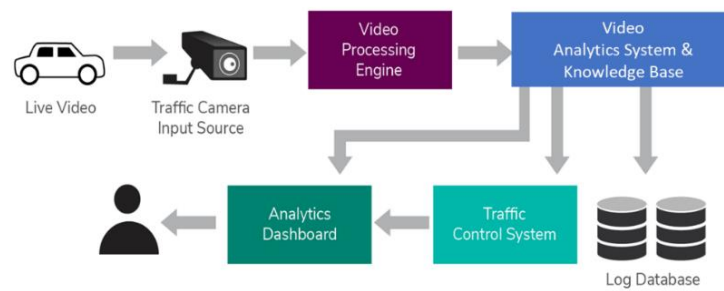 Live Video
Traffic Camera
Input Source
Video
Processing
Engine
Video
Analytics System &
Knowledge Base
Analytics
Dashboard
Traffic
Control System
Log Database